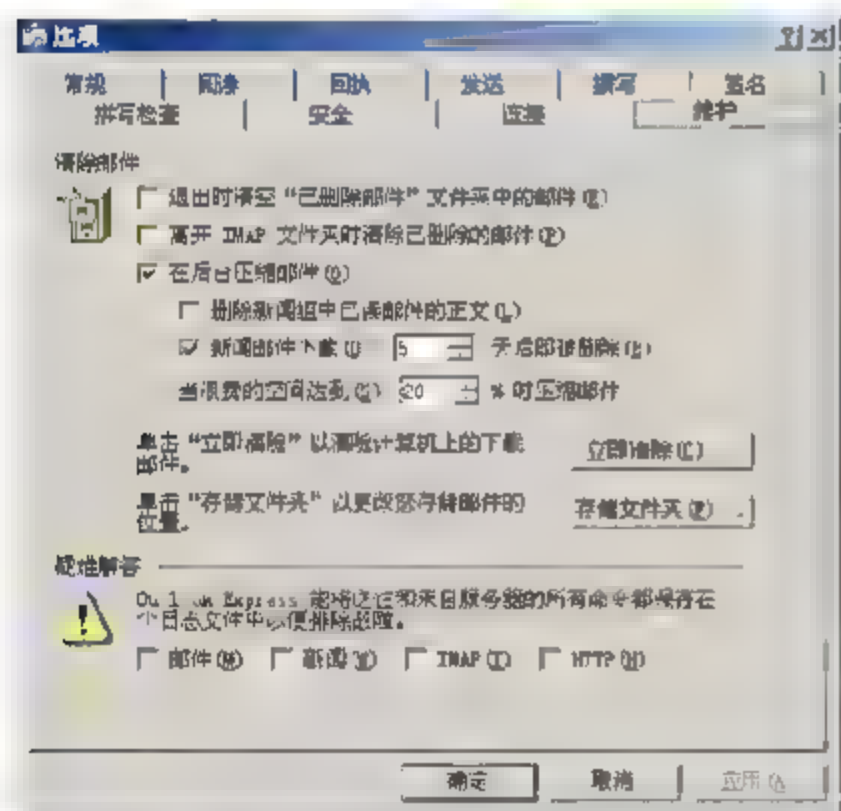 选项
常规 阅读 回执 发送 撰写 签名
拼写检查 安全 连接 维护
清除邮件
退出时清空“已删除邮件”文件夹中的邮件(E)
离开 IMAP 文件夹时清除已删除的邮件(P)
在后台压缩邮件(O)
删除新闻组中已读邮件的正文(L)
新闻邮件下载 5 天后即被删除
当浪费的空间达到 20 % 时压缩邮件
单击“立即清除”以清除计算机上的下载
邮件。
立即清除(C)
单击“存储文件夹”以更改您存储邮件的
位置。
存储文件夹(F)
疑难解答
Express 能将送往和来自服务器的所有命令都保存在
个日志文件中以便排除故障。
邮件(M) 新闻 IMAP(I) HTTP(H)
确定 取消 应用(A